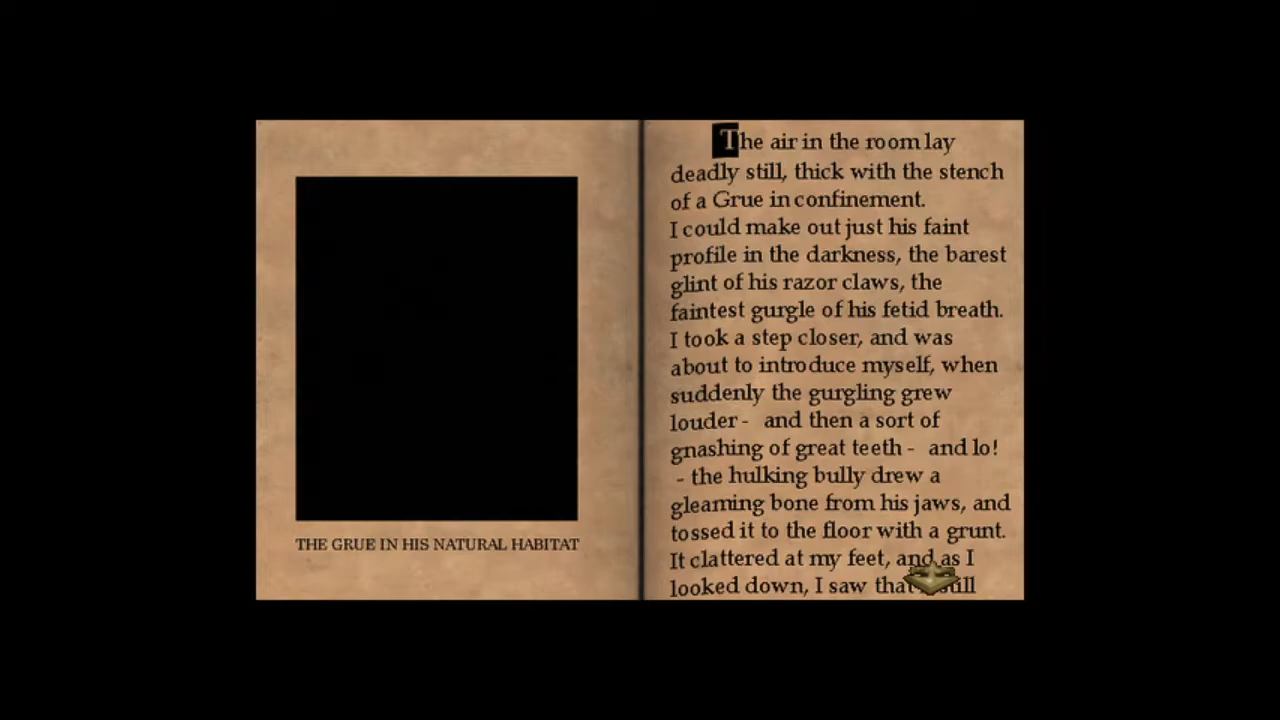 THE GRUE IN HIS NATURAL HABITAT
The air in the room lay
deadly still, thick with the stench
of a Grue in confinement.
I could make out just his faint
profile in the darkness, the barest
glint of his razor claws, the
faintest gurgle of his fetid breath.
I took a step closer, and was
about to introduce myself, when
suddenly the gurgling grew
louder - and then a sort of
gnashing of great teeth - and lo!
- the hulking bully drew a
gleaming bone from his jaws, and
tossed it to the floor with a grunt.
It clattered at my feet, and as I
looked down, I saw that still